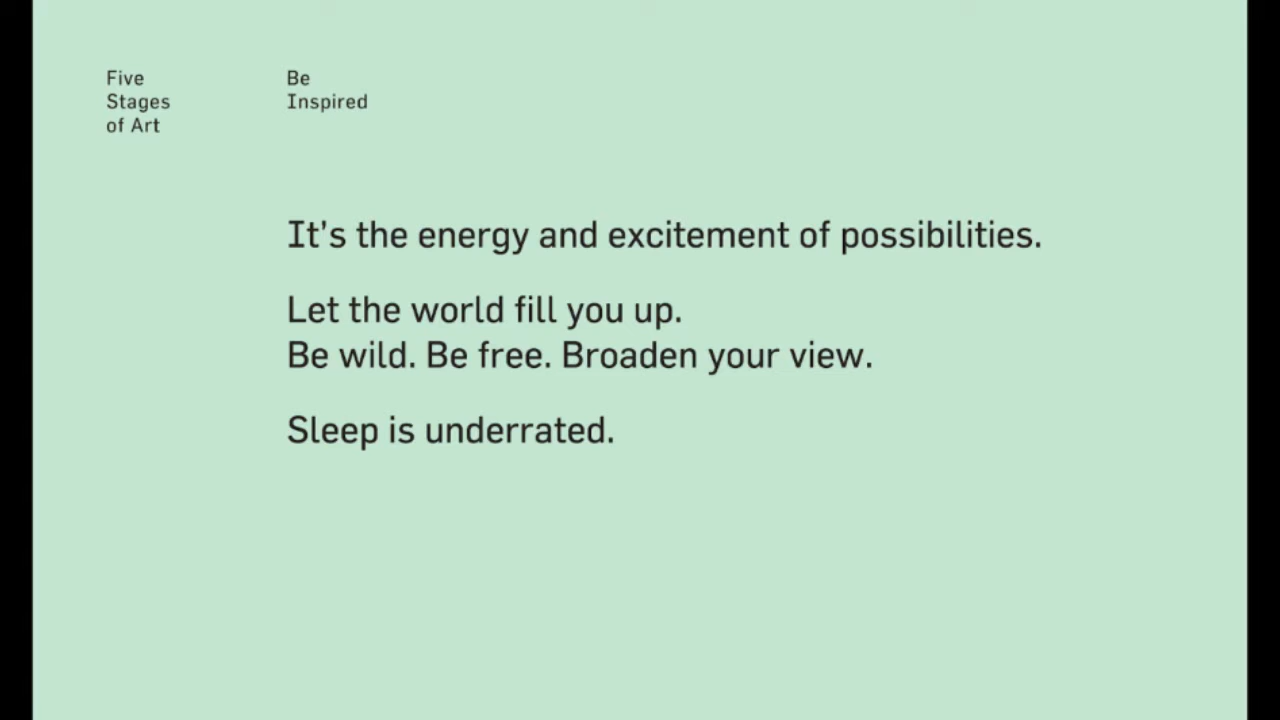 Five
Stages
of Art
Be
Inspired
It’s the energy and excitement of possibilities.
Let the world fill you up.
Be wild. Be free. Broaden your view.
Sleep is underrated.